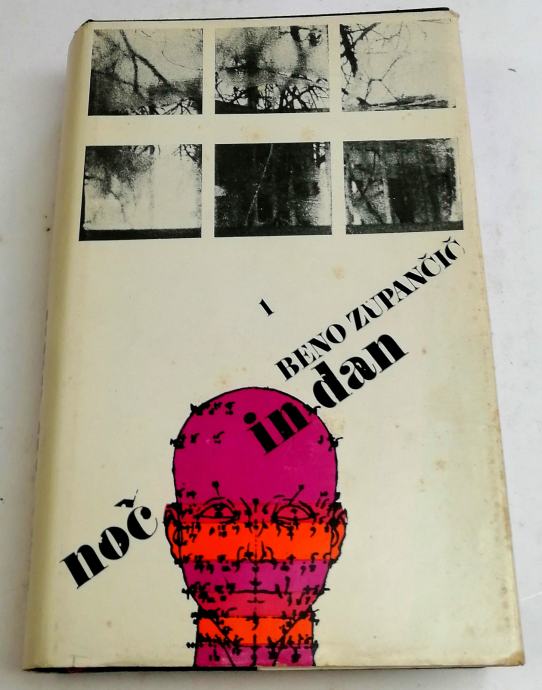 1
BENO ZUPANČIČ
noč in dan